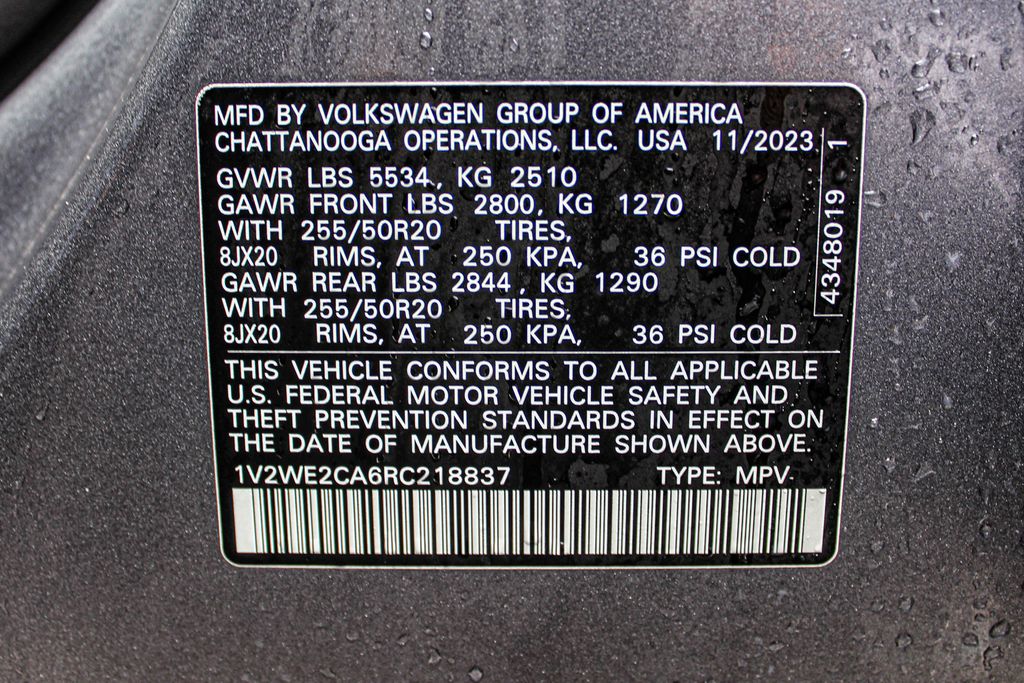 MFD BY VOLKSWAGEN GROUP OF AMERICA
CHATTANOOGA OPERATIONS, LLC. USA 11/2023
GVWR LBS 5534, KG 2510
GAWR FRONT LBS 2800, KG 1270
WITH 255/50R20 TIRES,
8JX20 RIMS, AT 250 KPA, 36 PSI COLD
GAWR REAR LBS 2844, KG 1290
WITH 255/50R20 TIRES,
8JX20 RIMS, AT 250 KPA, 36 PSI COLD
4348019 1
THIS VEHICLE CONFORMS TO ALL APPLICABLE
U.S. FEDERAL MOTOR VEHICLE SAFETY AND
THEFT PREVENTION STANDARDS IN EFFECT ON
THE DATE OF MANUFACTURE SHOWN ABOVE.
1V2WE2CA6RC218837 TYPE: MPV